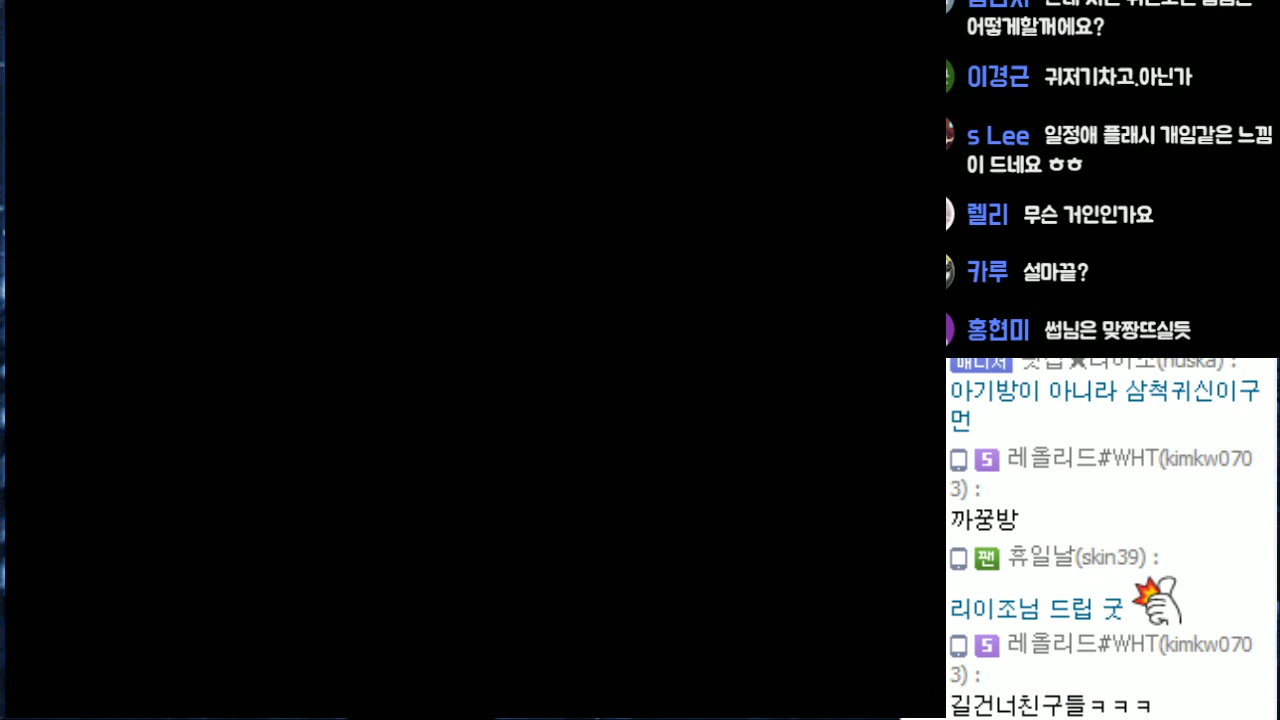 어떻게할꺼에요?
이경근 귀저기차고.아닌가
s Lee 일정애 플래시 개임같은 느낌
이 드네요 ㅎㅎ
렐리 무슨 거인인가요
카루 설마끝?
홍현미 썹님은 맞짱뜨실듯
매니저
아기방이 아니라 삼척귀신이구
먼
S 레올리드#WHT(kimkw070
3) :
까꿍방
팬 휴일날(skin39) :
리이조넘 드립 굿
S 레올리드#WHT(kimkw070
3) :
길건너친구들ㅋㅋㅋ